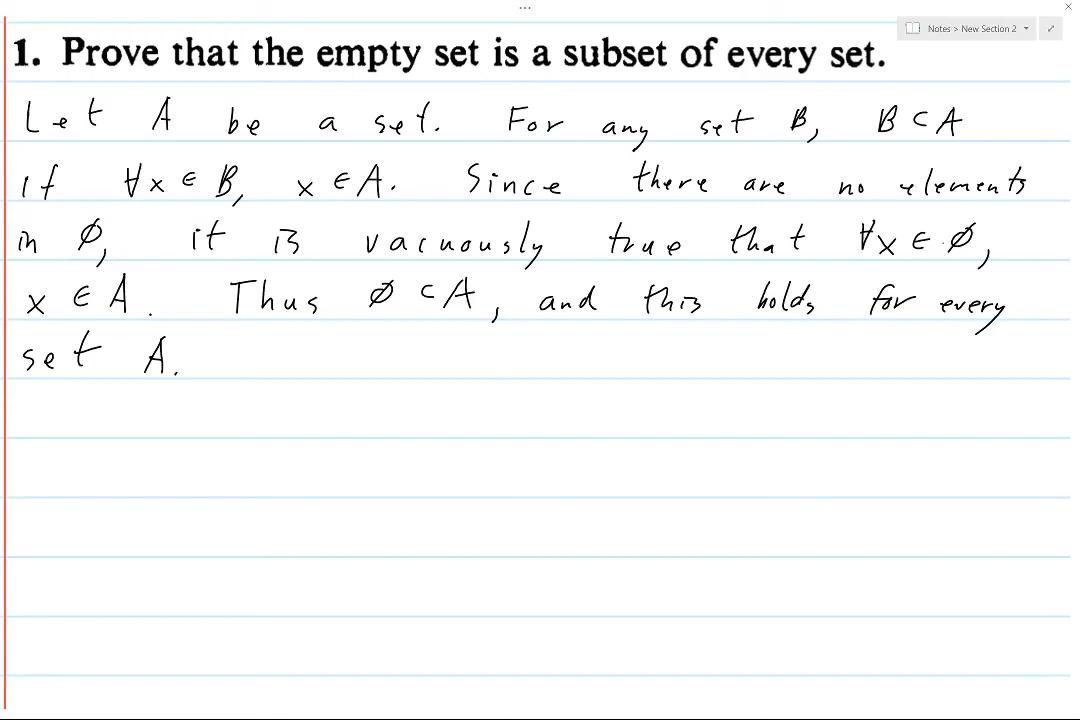 Notes > New Section 2
1. Prove that the empty set is a subset of every set.
Let A be a set. For any set B, B ⊂ A
if ∀x ∈ B, x ∈ A. Since there are no elements
in ∅, it is vacuously true that ∀x ∈ ∅,
x ∈ A. Thus ∅ ⊂ A, and this holds for every
set A.